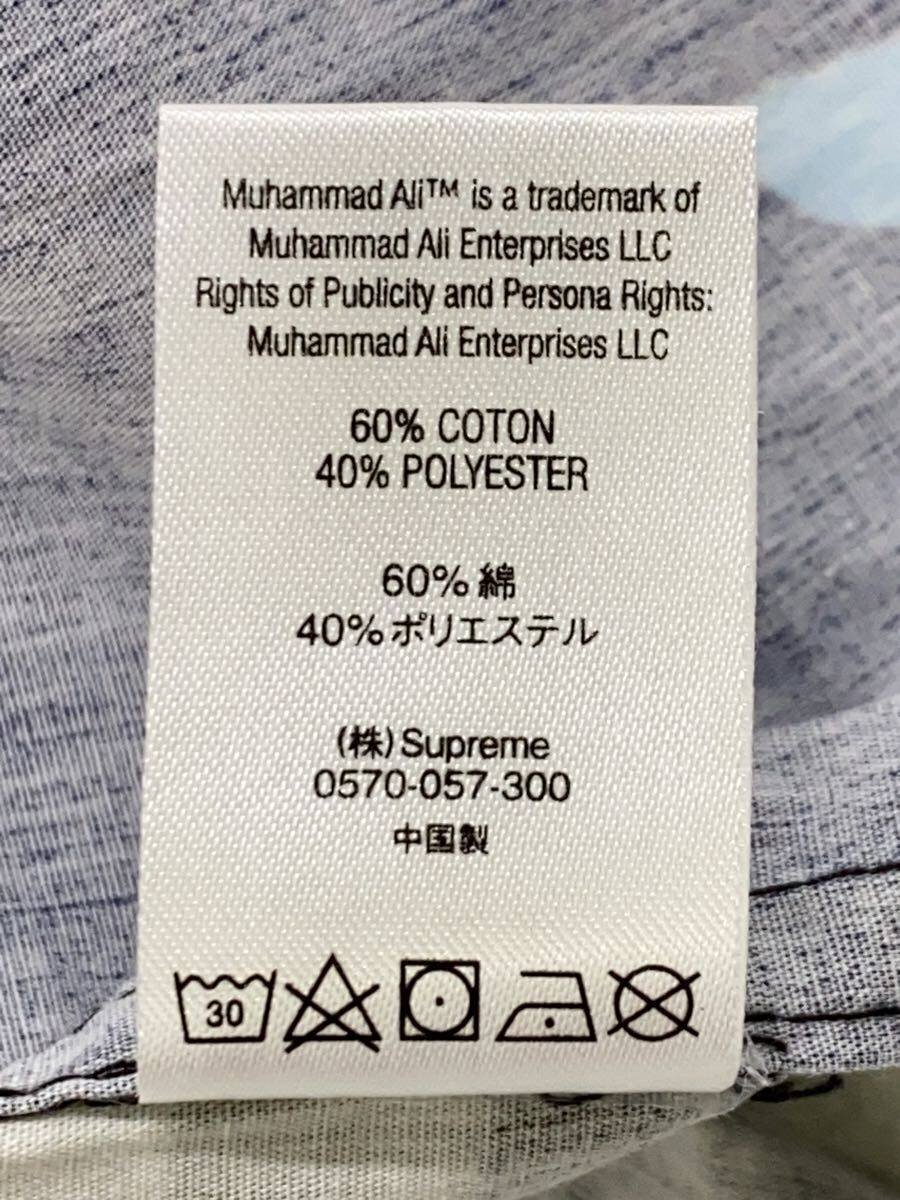 Muhammad Ali™ is a trademark of
Muhammad Ali Enterprises LLC
Rights of Publicity and Persona Rights:
Muhammad Ali Enterprises LLC
60% COTON
40% POLYESTER
60% 綿
40%ポリエステル
(株)Supreme
0570-057-300
中国製
30